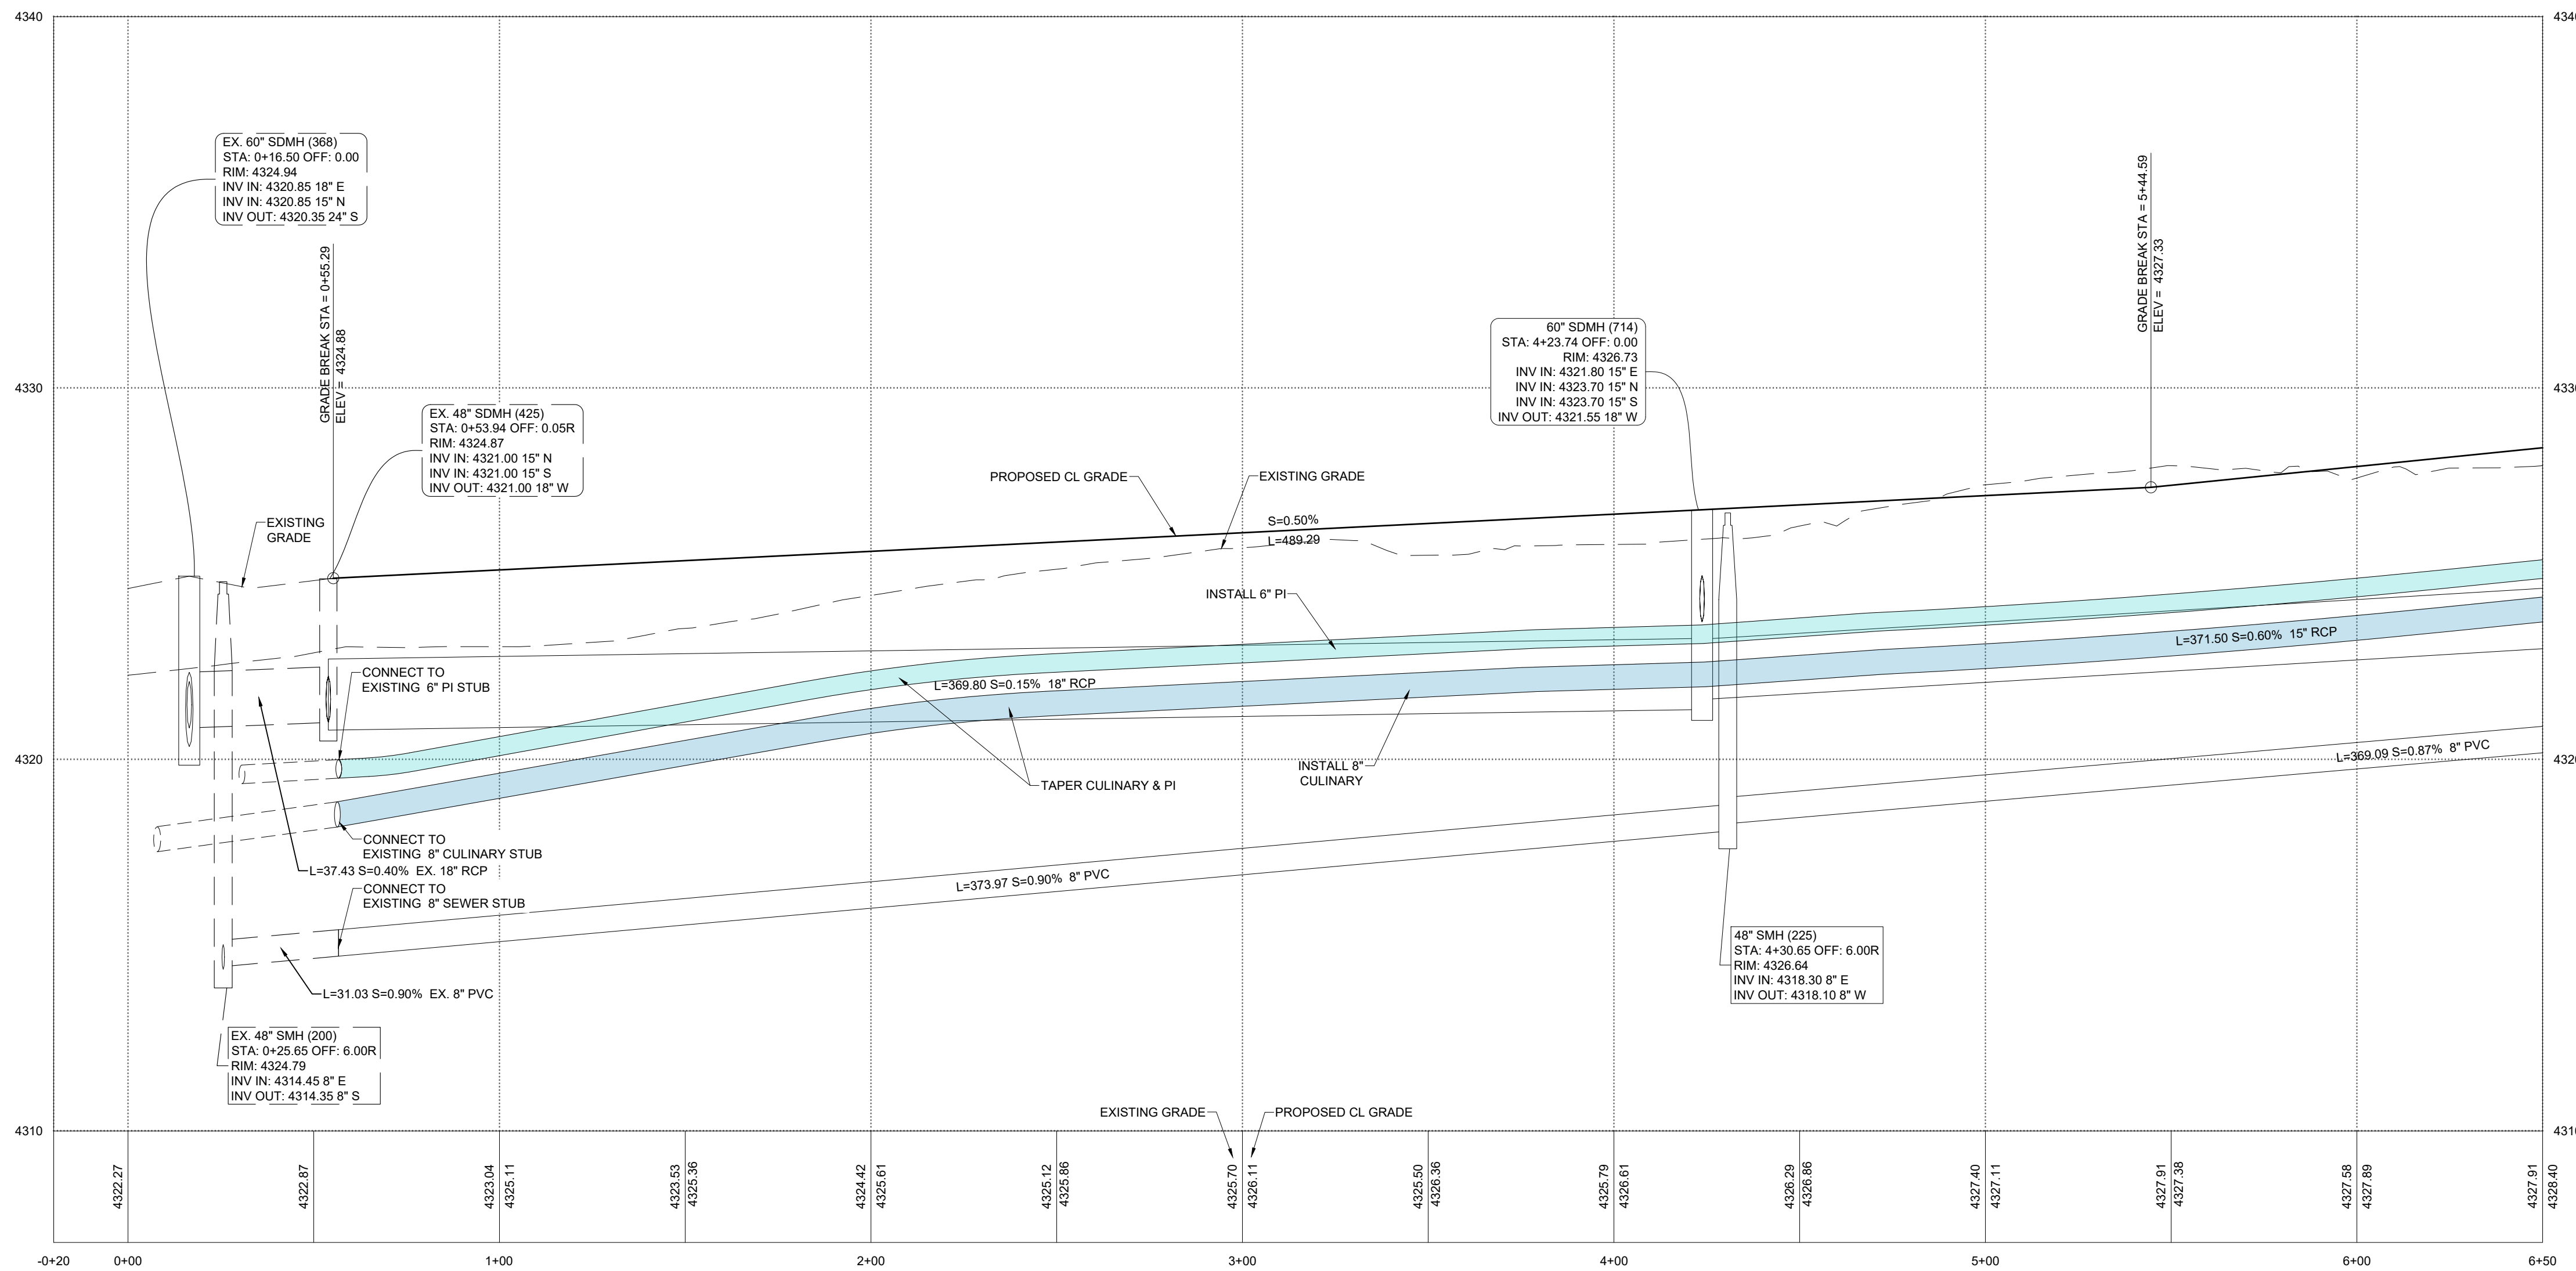 4340
4340
EX. 60" SDMH (368)
STA: 0+16.50 OFF: 0.00
RIM: 4324.94
INV IN: 4320.85 18" E
INV IN: 4320.85 15" N
INV OUT: 4320.35 24" S
GRADE BREAK STA = 0+55.29
ELEV = 4324.88
GRADE BREAK STA = 5+44.59
ELEV = 4327.33
60" SDMH (714)
STA: 4+23.74 OFF: 0.00
RIM: 4326.73
INV IN: 4321.80 15" E
INV IN: 4323.70 15" N
INV IN: 4323.70 15" S
INV OUT: 4321.55 18" W
4330
4330
EX. 48" SDMH (425)
STA: 0+53.94 OFF: 0.05R
RIM: 4324.87
INV IN: 4321.00 15" N
INV IN: 4321.00 15" S
INV OUT: 4321.00 18" W
PROPOSED CL GRADE
EXISTING GRADE
S=0.50%
L=489.29
EXISTING
GRADE
INSTALL 6" PI
L=371.50 S=0.60% 15" RCP
CONNECT TO
EXISTING 6" PI STUB
L=369.80 S=0.15% 18" RCP
4320
4320
L=369.09 S=0.87% 8" PVC
INSTALL 8"
CULINARY
TAPER CULINARY & PI
CONNECT TO
EXISTING 8" CULINARY STUB
L=37.43 S=0.40% EX. 18" RCP
CONNECT TO
EXISTING 8" SEWER STUB
L=373.97 S=0.90% 8" PVC
48" SMH (225)
STA: 4+30.65 OFF: 6.00R
RIM: 4326.64
INV IN: 4318.30 8" E
INV OUT: 4318.10 8" W
L=31.03 S=0.90% EX. 8" PVC
EX. 48" SMH (200)
STA: 0+25.65 OFF: 6.00R
RIM: 4324.79
INV IN: 4314.45 8" E
INV OUT: 4314.35 8" S
EXISTING GRADE
PROPOSED CL GRADE
4310
4310
4322.27
4322.87
4323.04
4325.11
4323.53
4325.36
4324.42
4325.61
4325.12
4325.86
4325.70
4326.11
4325.50
4326.36
4325.79
4326.61
4326.29
4326.86
4327.40
4327.11
4327.91
4327.38
4327.58
4327.89
4327.91
4328.40
-0+20
0+00
1+00
2+00
3+00
4+00
5+00
6+00
6+50